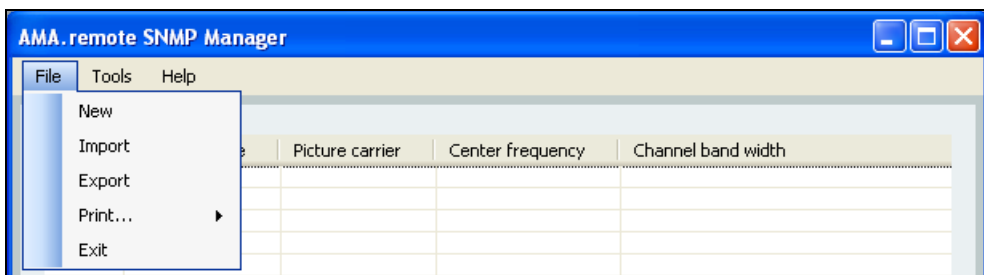 AMA.remote SNMP Manager
File Tools Help
New
Import
Export
Print...
Exit
Picture carrier Center frequency Channel band width